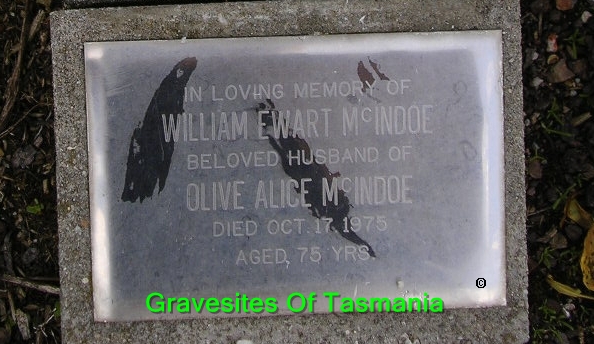 IN LOVING MEMORY OF
WILLIAM EWART McINDOE
BELOVED HUSBAND OF
OLIVE ALICE McINDOE
DIED OCT. 17. 1975
AGED 75 YRS
©
Gravesites Of Tasmania